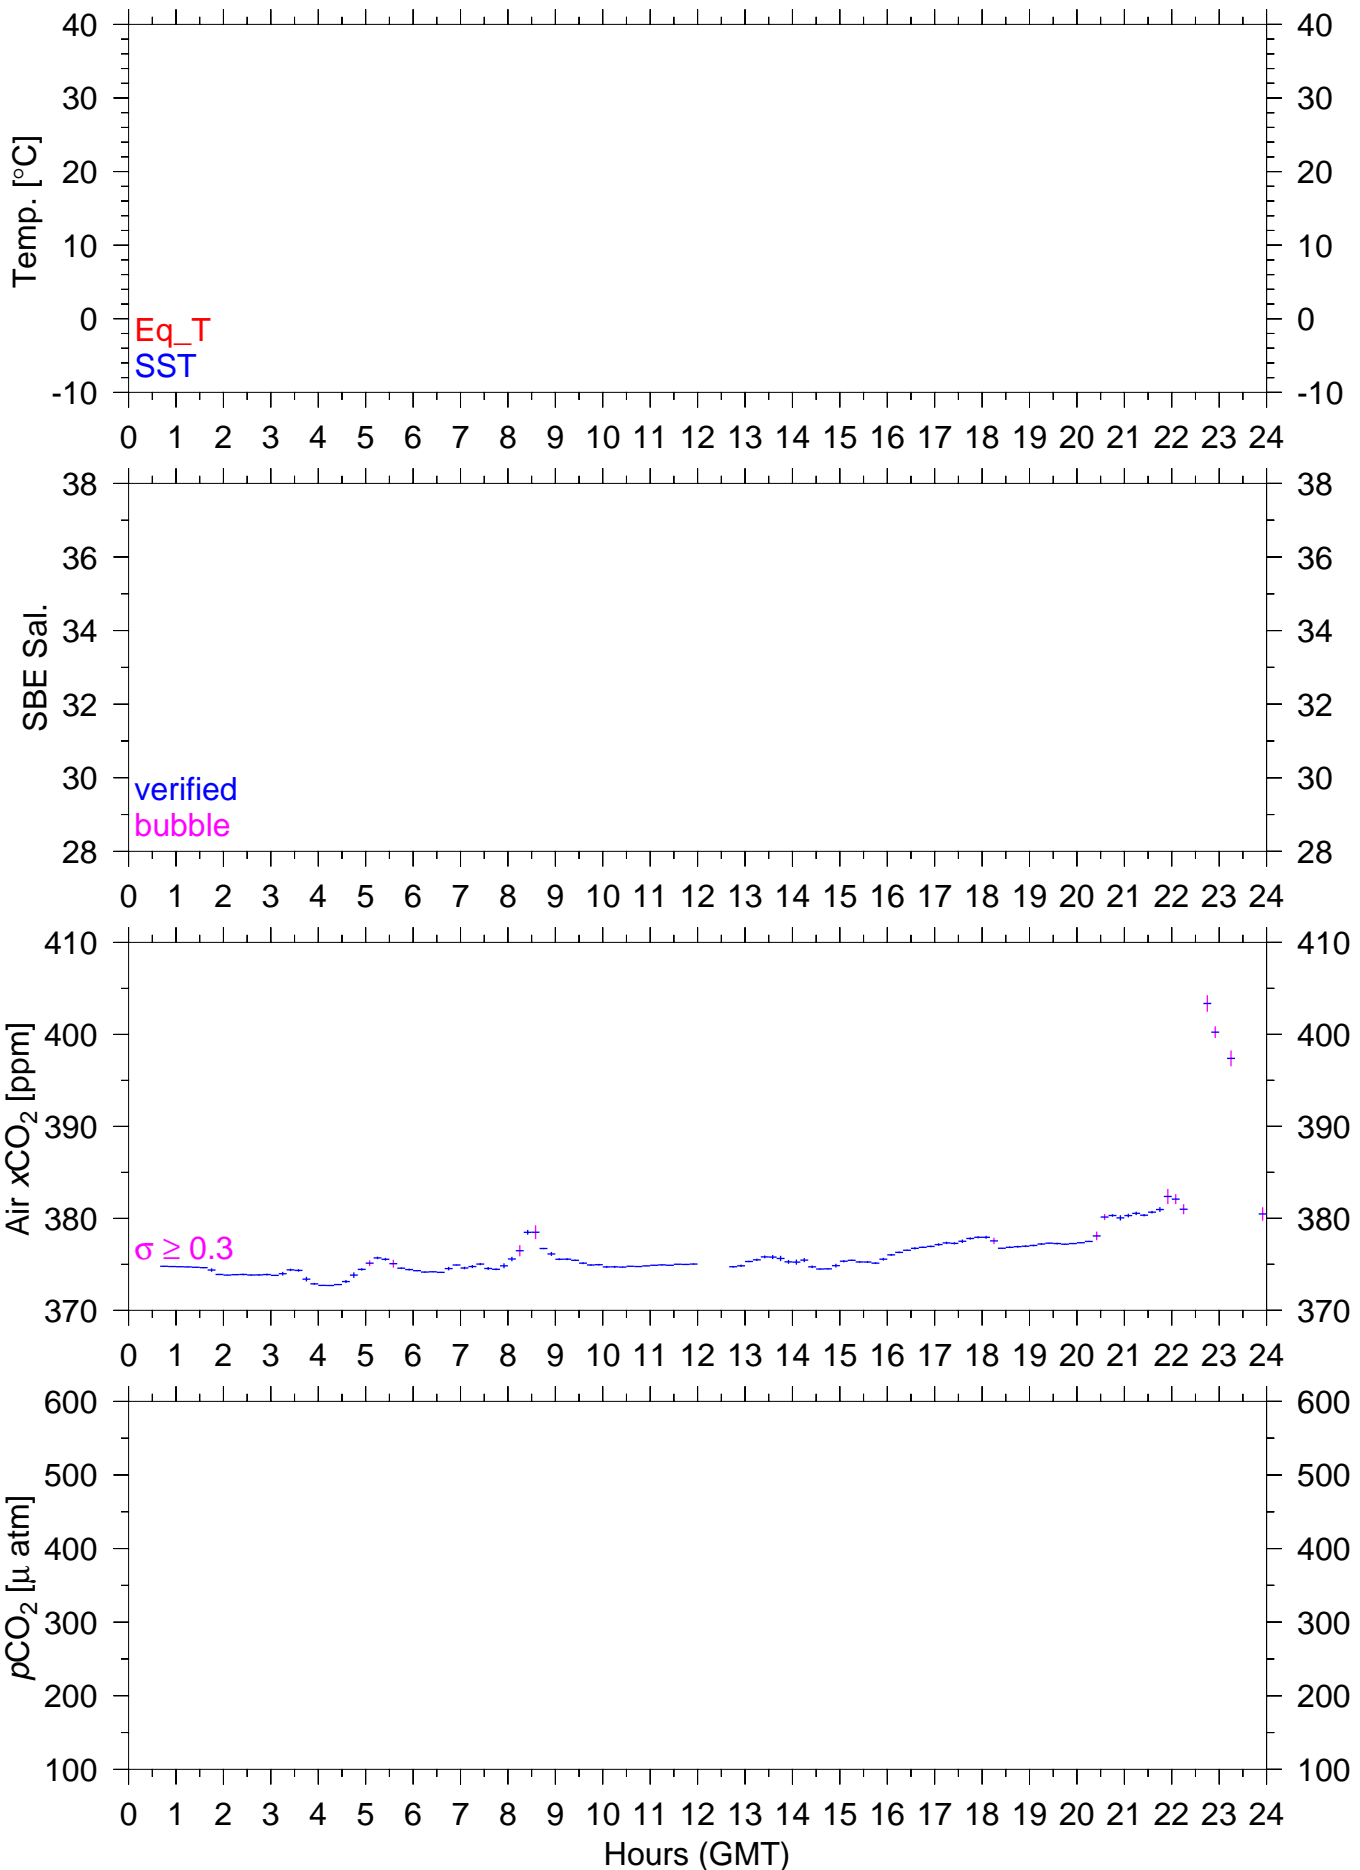 40 40
30 30
20 20
10 10
0 0
-10 -10
Temp. [°C]
Eq_T
SST
0 1 2 3 4 5 6 7 8 9 10 11 12 13 14 15 16 17 18 19 20 21 22 23 24
38 38
36 36
34 34
32 32
30 30
28 28
SBE Sal.
verified
bubble
0 1 2 3 4 5 6 7 8 9 10 11 12 13 14 15 16 17 18 19 20 21 22 23 24
410 410
400 400
390 390
380 380
370 370
Air xCO₂ [ppm]
σ ≥ 0.3
0 1 2 3 4 5 6 7 8 9 10 11 12 13 14 15 16 17 18 19 20 21 22 23 24
600 600
500 500
400 400
300 300
200 200
100 100
pCO₂ [μ atm]
0 1 2 3 4 5 6 7 8 9 10 11 12 13 14 15 16 17 18 19 20 21 22 23 24
Hours (GMT)